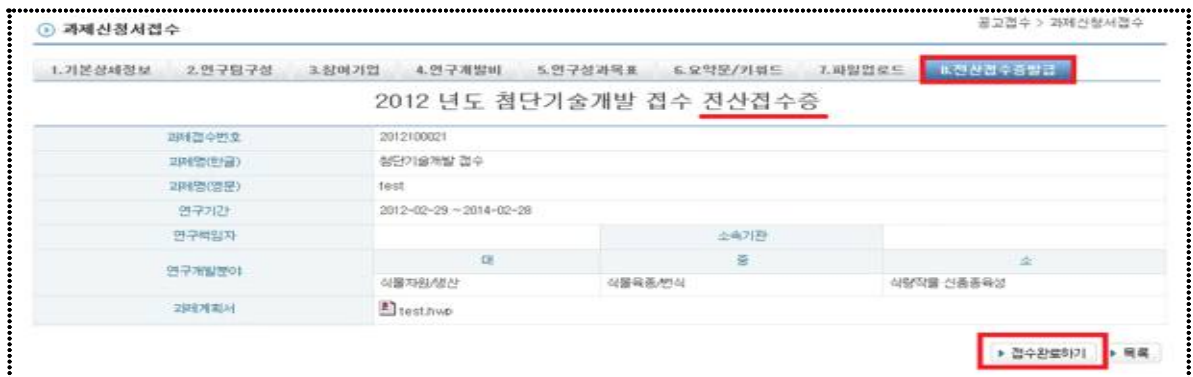 과제신청서접수
공고접수 > 과제신청서접수
1.기본상세정보 2.연구팀구성 3.참여기업 4.연구개발비 5.연구성과목표 6.요약문/키워드 7.파일업로드 8.전산접수증발급
2012 년도 첨단기술개발 접수 전산접수증
과제접수번호 2012100021
과제명(한글) 첨단기술개발 접수
과제명(영문) test
연구기간 2012-02-29 ~ 2014-02-28
연구책임자 소속기관
연구개발분야 대 중 소
식물자원/생산 식물육종/번식 식량작물 신품종육성
과제계획서 test.hwp
접수완료하기 목록